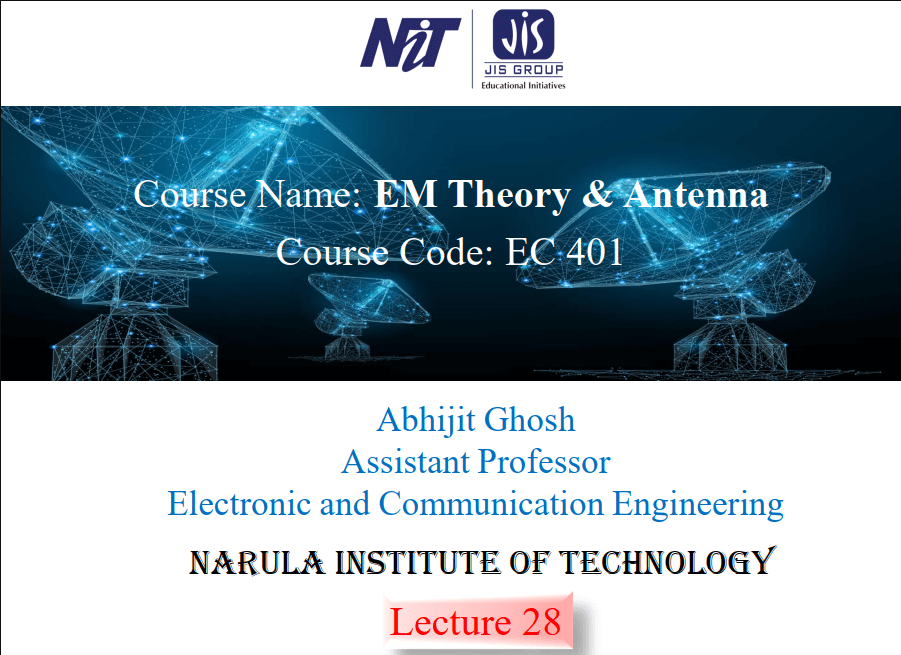 NiT
JIS
JIS GROUP
Educational Initiatives
Course Name: EM Theory & Antenna
Course Code: EC 401
Abhijit Ghosh
Assistant Professor
Electronic and Communication Engineering
NARULA INSTITUTE OF TECHNOLOGY
Lecture 28